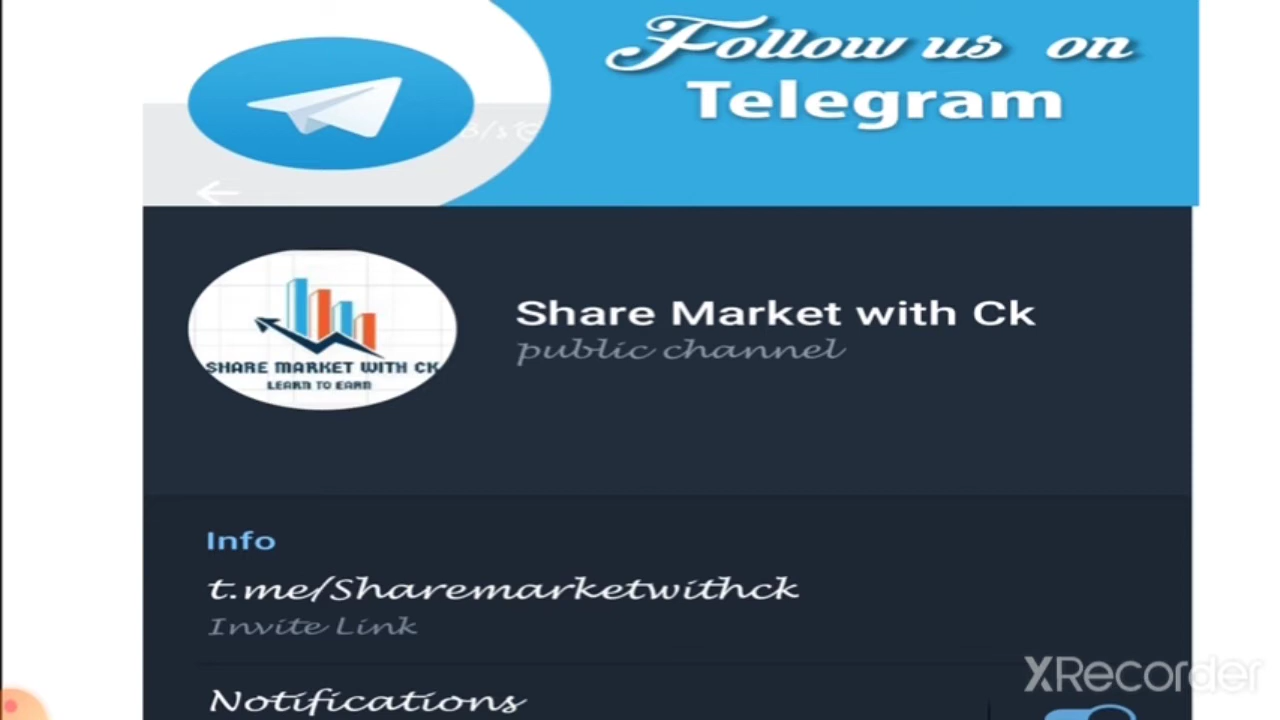 Follow us on
Telegram
Share Market with Ck
public channel
SHARE MARKET WITH CK
LEARN TO EARN
Info
t.me/Sharemarketwithck
Invite Link
Notifications
XRecorder